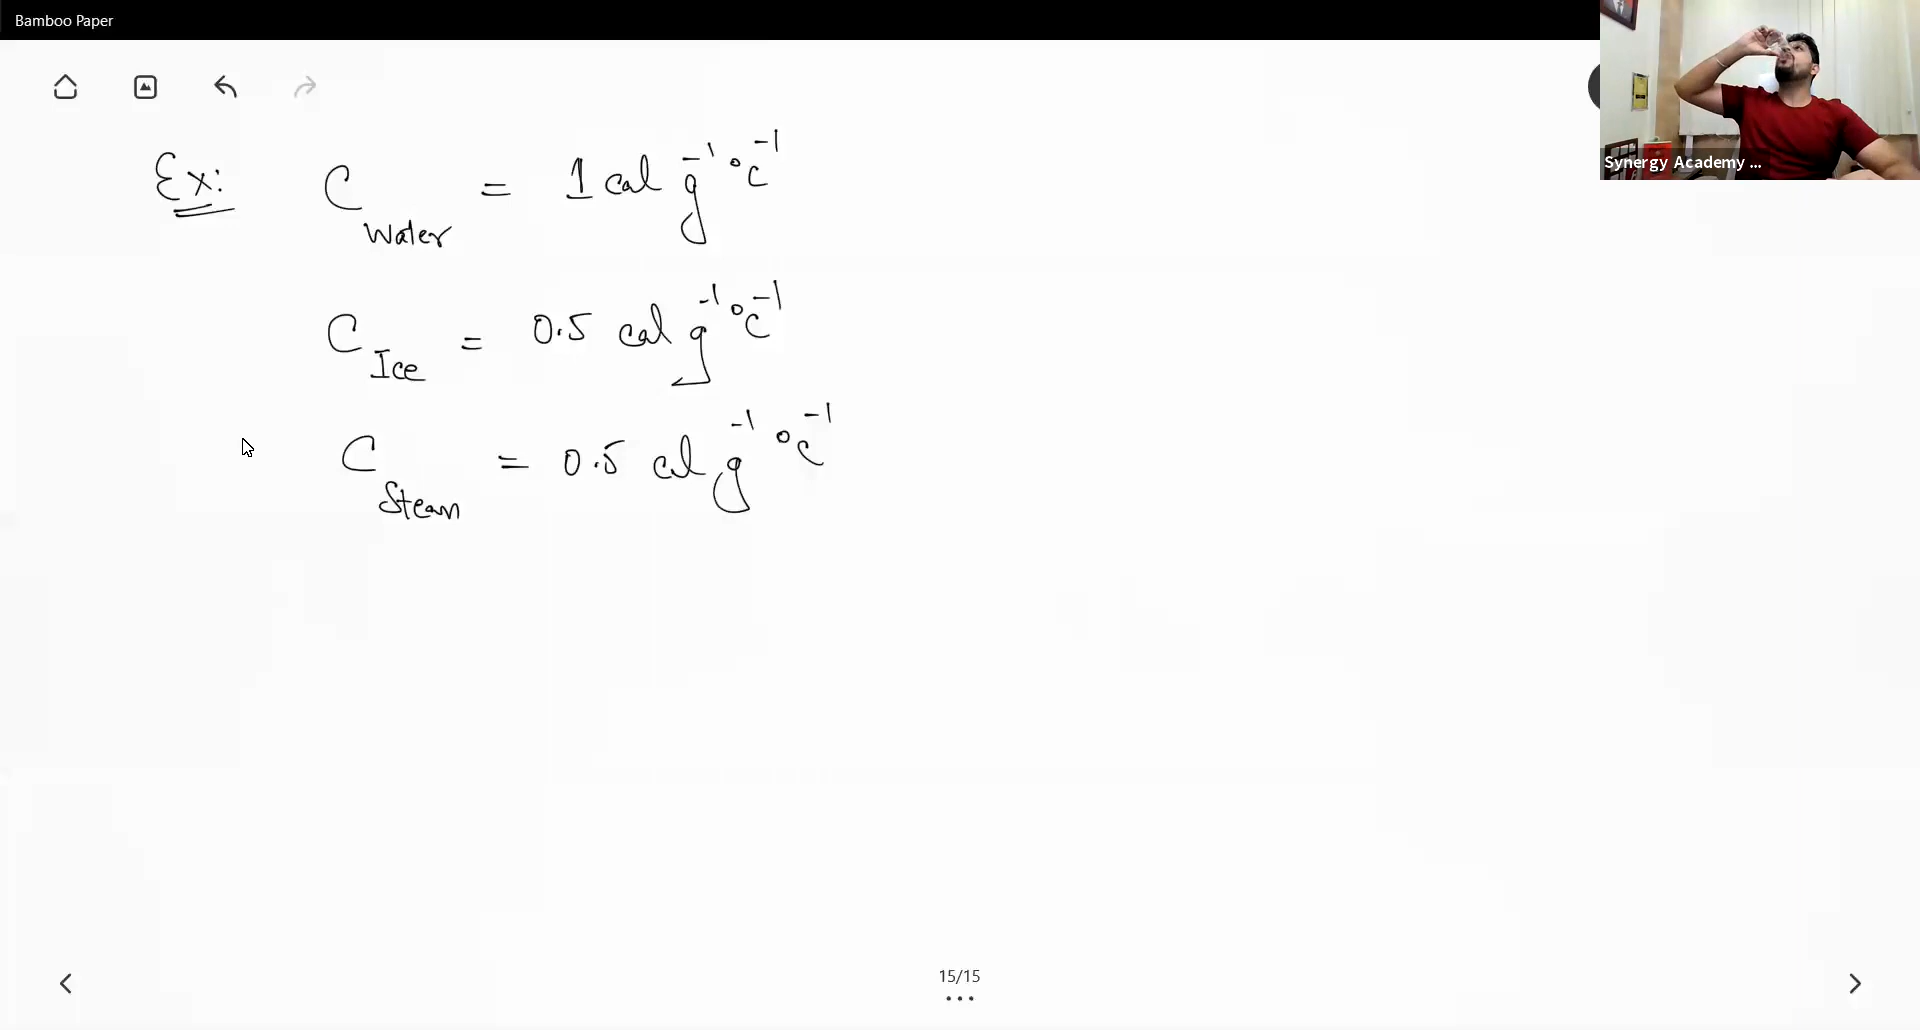 Bamboo Paper
Synergy Academy ...
Ex: C Water = 1 cal g⁻¹ °c⁻¹
C Ice = 0.5 cal g⁻¹ °c⁻¹
C Steam = 0.5 cal g⁻¹ °c⁻¹
15/15